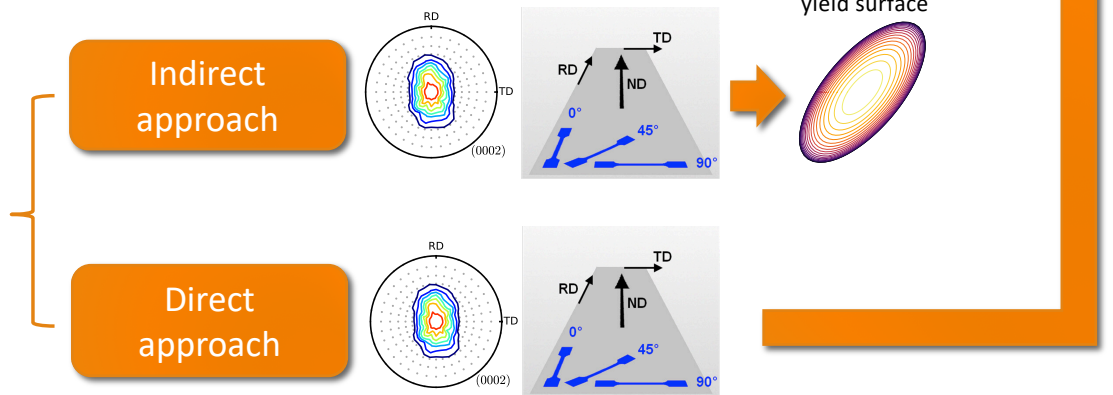 yield surface
Indirect
approach
RD
TD
(0002)
TD
RD
ND
0°
45°
90°
Direct
approach
RD
TD
(0002)
TD
RD
ND
0°
45°
90°